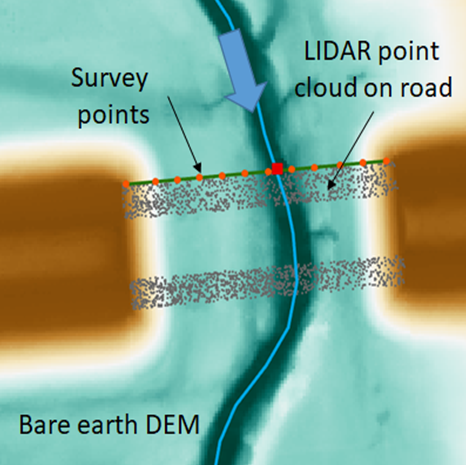 Survey
points
LIDAR point
cloud on road
Bare earth DEM